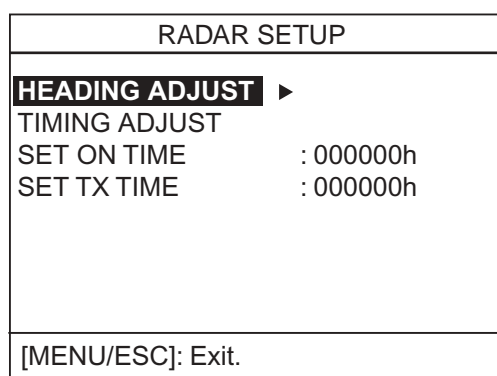 RADAR SETUP
HEADING ADJUST ▶
TIMING ADJUST
SET ON TIME : 000000h
SET TX TIME : 000000h
[MENU/ESC]: Exit.